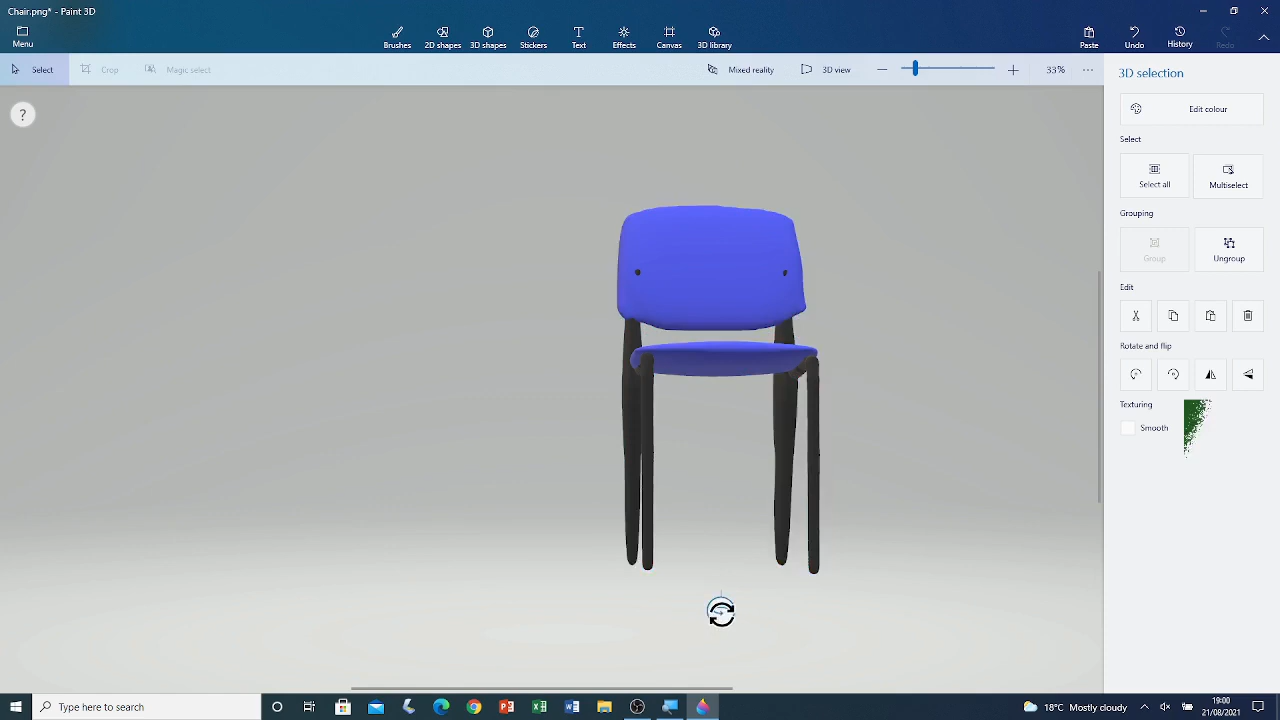 Chair.png* - Paint 3D
Menu
Brushes
2D shapes
3D shapes
Stickers
Text
Effects
Canvas
3D library
Paste
Undo
History
Redo
Select
Crop
Magic select
Mixed reality
3D view
33%
?
3D selection
Edit colour
Select
Select all
Multiselect
Grouping
Group
Ungroup
Edit
Rotate and flip
Texturing
Smooth
Type here to search
18°C Mostly cloudy
19:00
21/08/2021